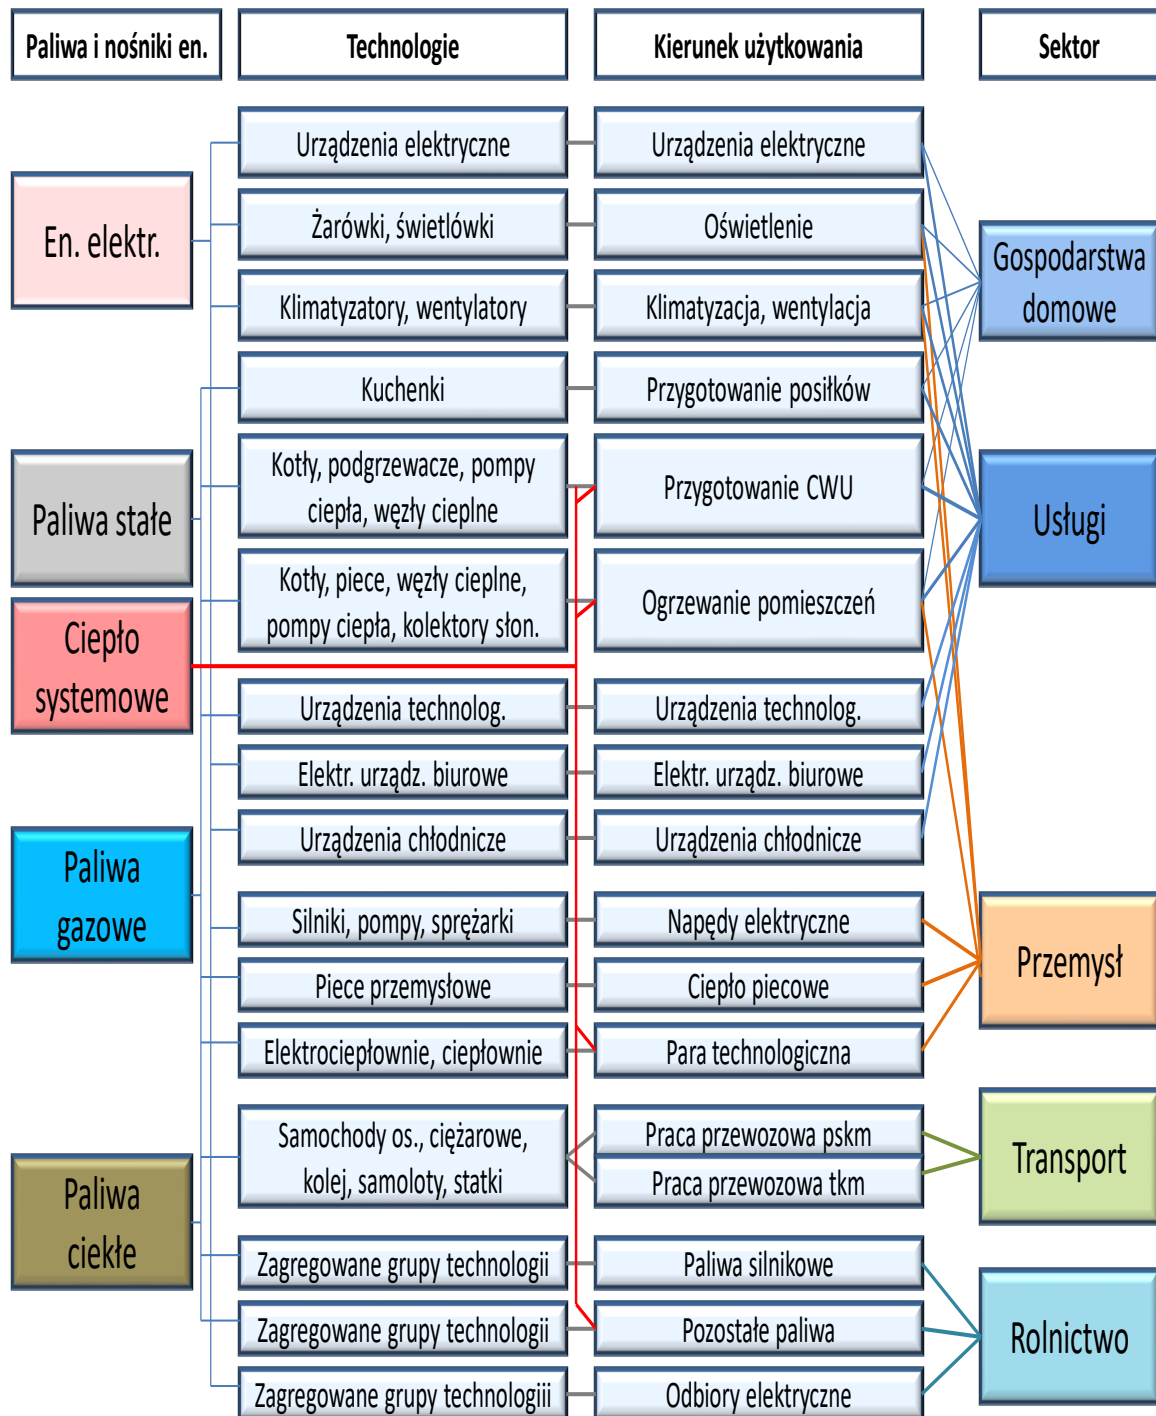 Paliwa i nośniki en.
Technologie
Kierunek użytkowania
Sektor
En. elektr.
Paliwa stałe
Ciepło
systemowe
Paliwa
gazowe
Paliwa
ciekłe
Urządzenia elektryczne
Żarówki, świetlówki
Klimatyzatory, wentylatory
Kuchenki
Kotły, podgrzewacze, pompy
ciepła, węzły cieplne
Kotły, piece, węzły cieplne,
pompy ciepła, kolektory słon.
Urządzenia technolog.
Elektr. urządz. biurowe
Urządzenia chłodnicze
Silniki, pompy, sprężarki
Piece przemysłowe
Elektrociepłownie, ciepłownie
Samochody os., ciężarowe,
kolej, samoloty, statki
Zagregowane grupy technologii
Zagregowane grupy technologii
Zagregowane grupy technologiii
Urządzenia elektryczne
Oświetlenie
Klimatyzacja, wentylacja
Przygotowanie posiłków
Przygotowanie CWU
Ogrzewanie pomieszczeń
Urządzenia technolog.
Elektr. urządz. biurowe
Urządzenia chłodnicze
Napędy elektryczne
Ciepło piecowe
Para technologiczna
Praca przewozowa pskm
Praca przewozowa tkm
Paliwa silnikowe
Pozostałe paliwa
Odbiory elektryczne
Gospodarstwa
domowe
Usługi
Przemysł
Transport
Rolnictwo